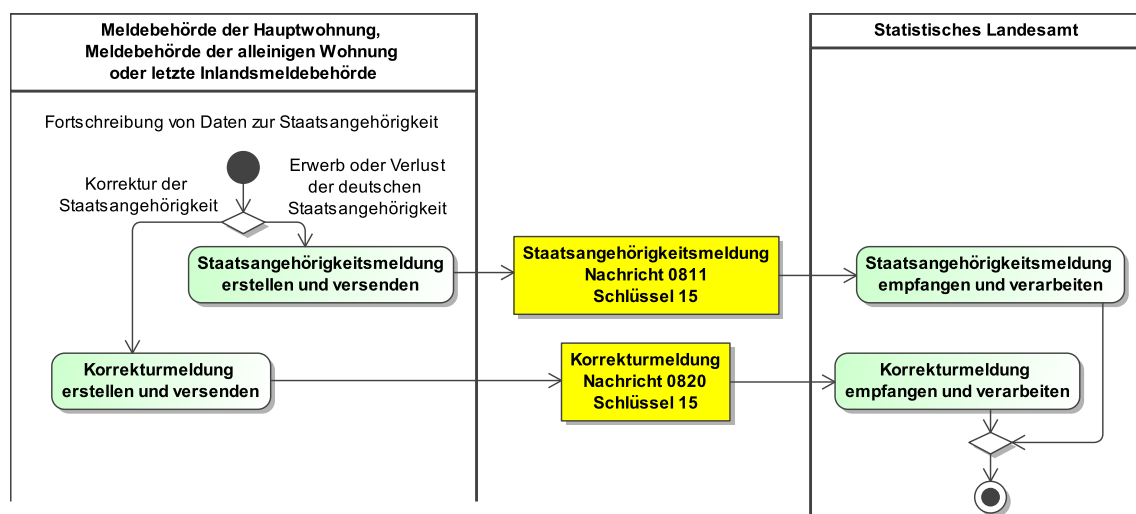 Meldebehörde der Hauptwohnung,
Meldebehörde der alleinigen Wohnung
oder letzte Inlandsmeldebehörde
Statistisches Landesamt
Fortschreibung von Daten zur Staatsangehörigkeit
Korrektur der
Staatsangehörigkeit
Erwerb oder Verlust
der deutschen
Staatsangehörigkeit
Staatsangehörigkeitsmeldung
erstellen und versenden
Staatsangehörigkeitsmeldung
Nachricht 0811
Schlüssel 15
Staatsangehörigkeitsmeldung
empfangen und verarbeiten
Korrekturmeldung
erstellen und versenden
Korrekturmeldung
Nachricht 0820
Schlüssel 15
Korrekturmeldung
empfangen und verarbeiten